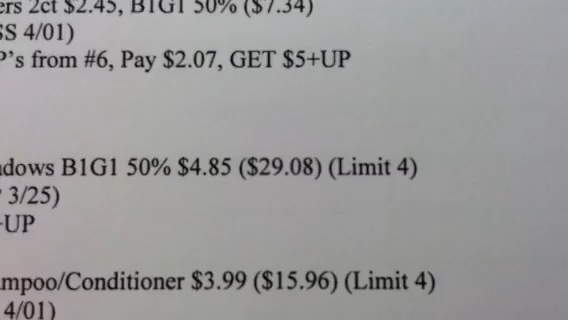 ers 2ct $2.45, B1G1 50% ($7.34)
SS 4/01)
P's from #6, Pay $2.07, GET $5+UP
dows B1G1 50% $4.85 ($29.08) (Limit 4)
3/25)
+UP
mpoo/Conditioner $3.99 ($15.96) (Limit 4)
4/01)